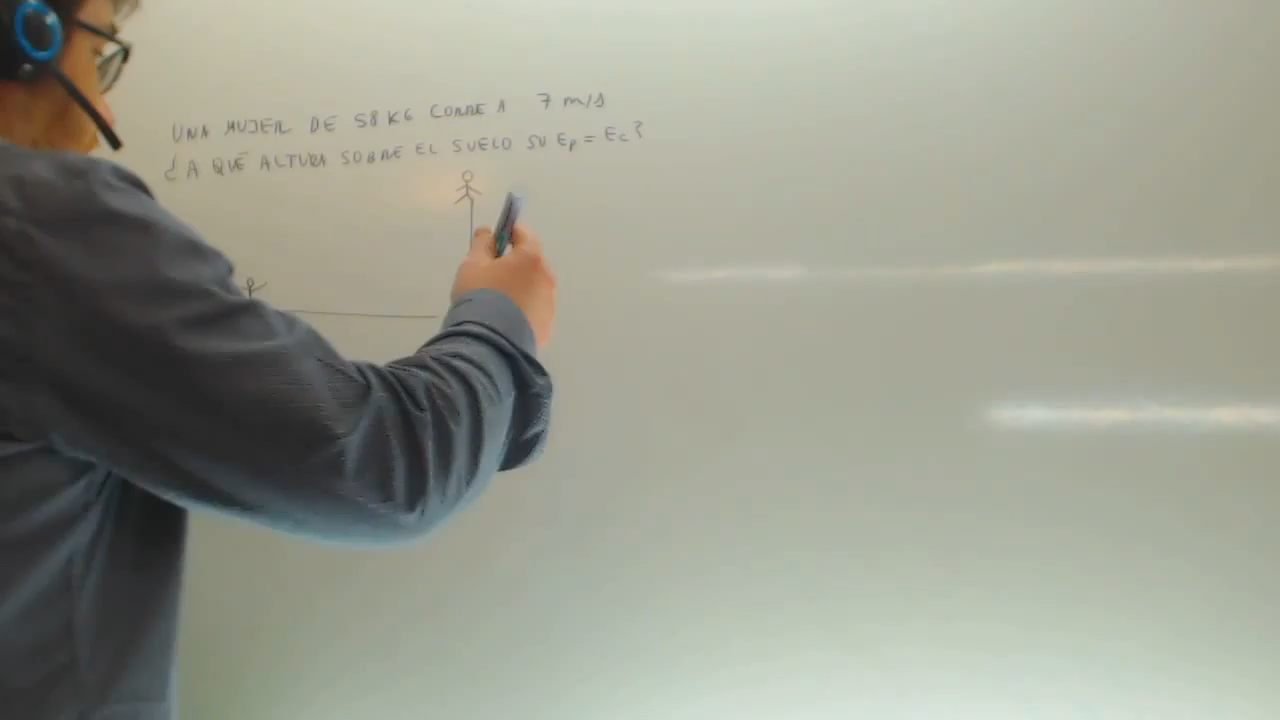 UNA MUJER DE 58 KG CORRE A 7 m/s
¿A QUÉ ALTURA SOBRE EL SUELO SU Ep = Ec?